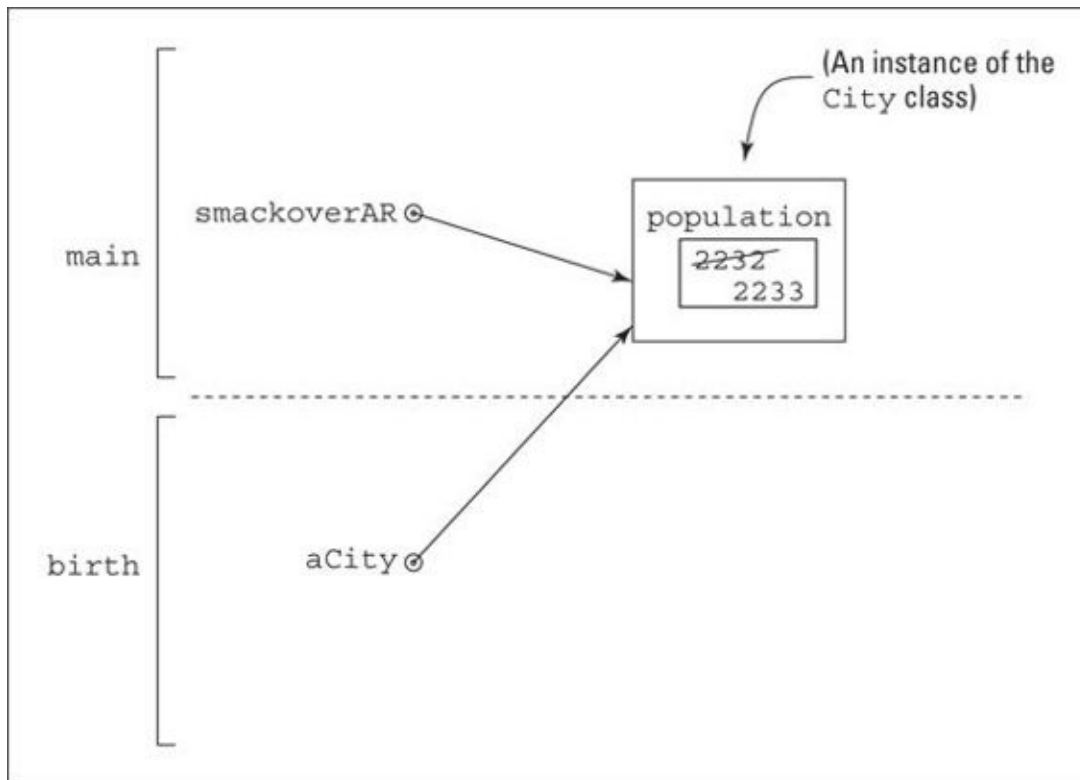 (An instance of the
City class)
smackoverAR
population
main
2232
2233
aCity
birth